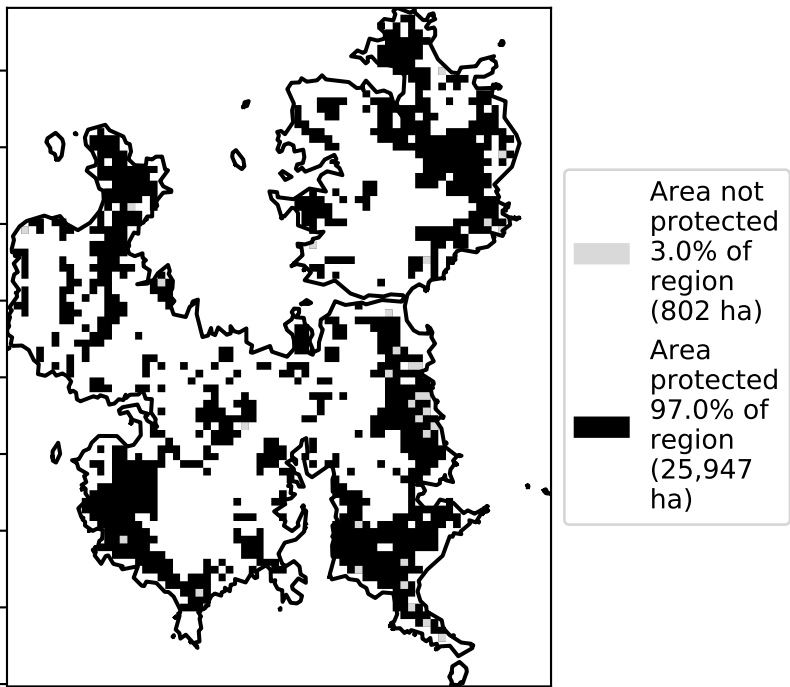 Area not
protected
3.0% of
region
(802 ha)
Area
protected
97.0% of
region
(25,947
ha)